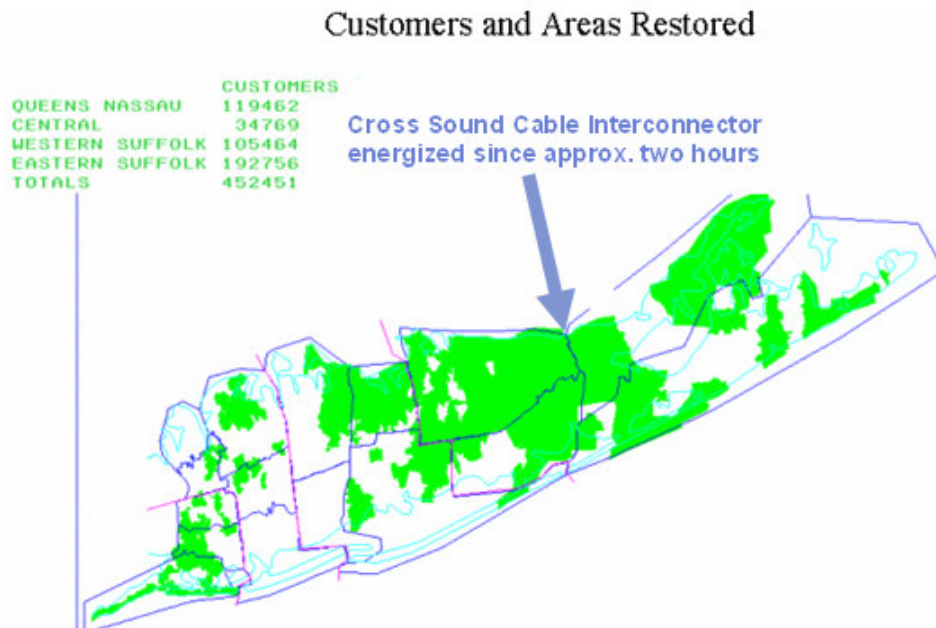 Customers and Areas Restored
CUSTOMERS
QUEENS NASSAU 119462
CENTRAL 34769
WESTERN SUFFOLK 105464
EASTERN SUFFOLK 192756
TOTALS 452451
Cross Sound Cable Interconnector
energized since approx. two hours